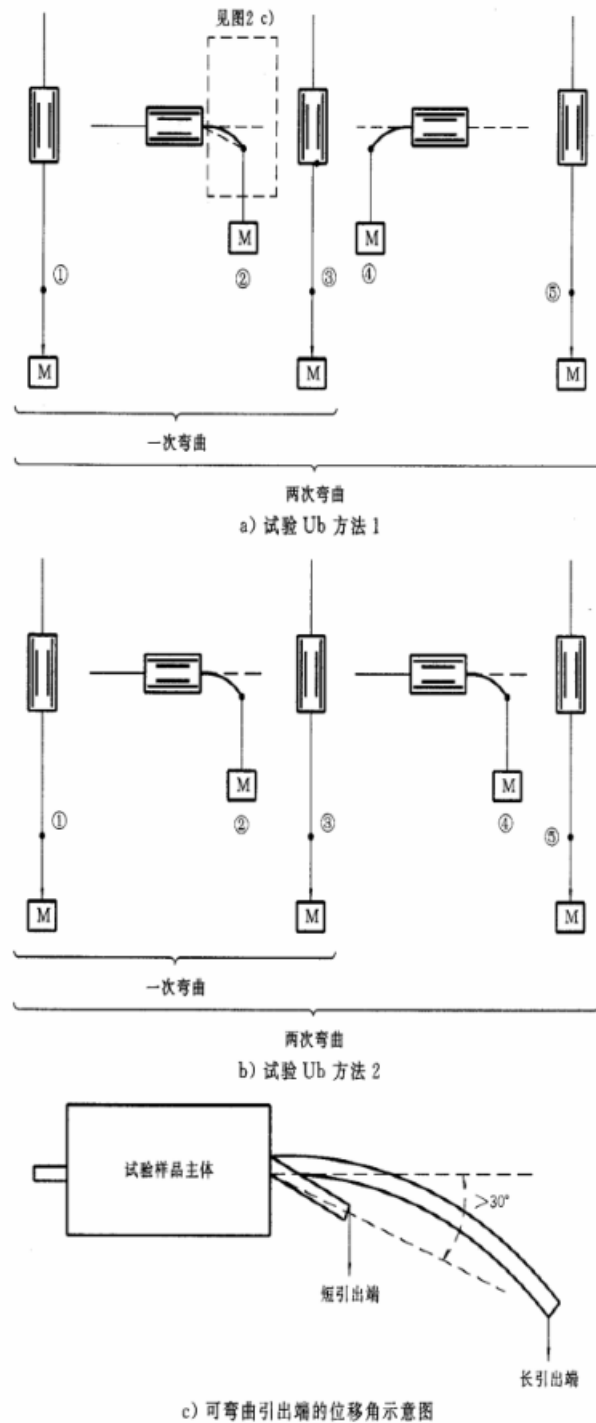 见图2 c)
M
M
①
②
③
④
⑤
M
M
M
一次弯曲
两次弯曲
a) 试验 Ub 方法 1
M
M
①
②
③
④
⑤
M
M
M
一次弯曲
两次弯曲
b) 试验 Ub 方法 2
试验样品主体
>30°
短引出端
长引出端
c) 可弯曲引出端的位移角示意图